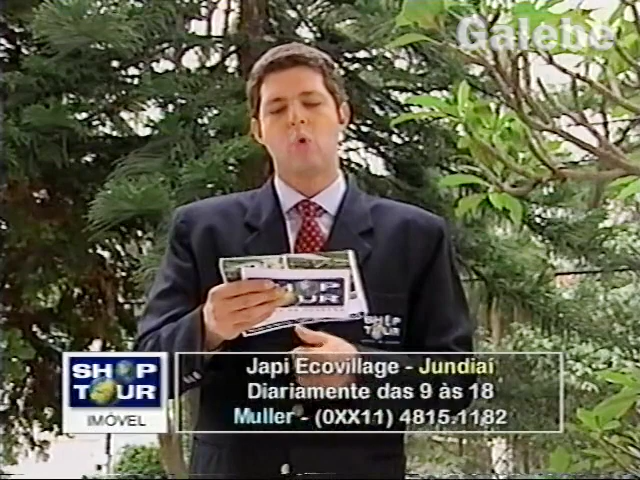 Galebe
SHOP
TOUR
SHOP
TOUR
SHOP
TOUR
IMÓVEL
Japi Ecovillage - Jundiaí
Diariamente das 9 às 18
Muller - (0XX11) 4815.1182